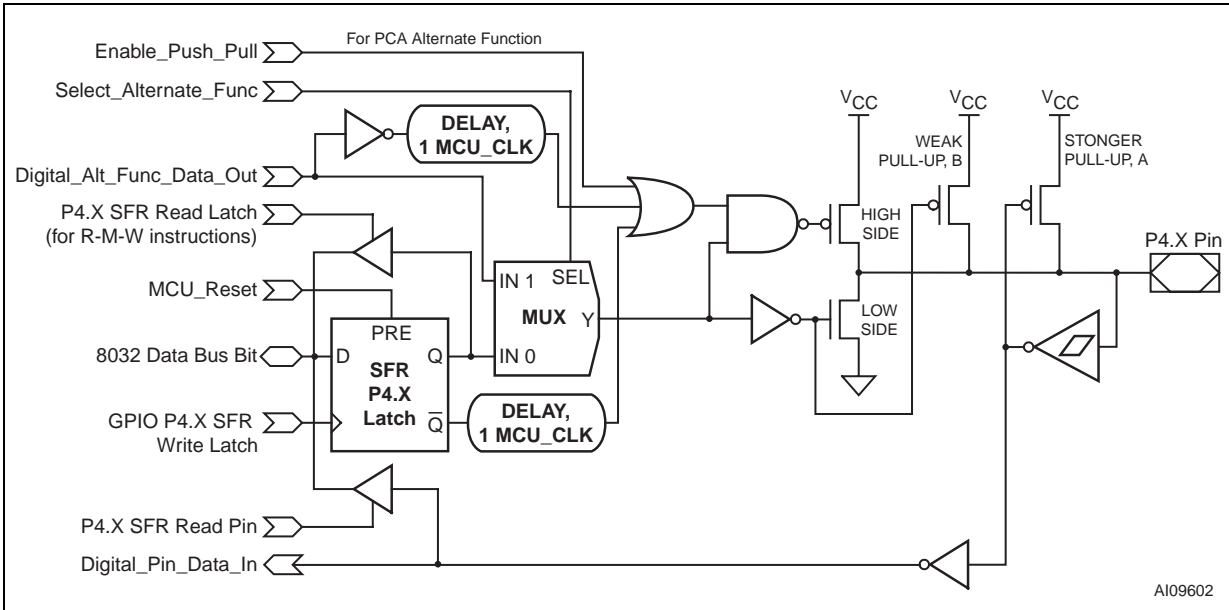 For PCA Alternate Function
Enable_Push_Pull
Select_Alternate_Func
DELAY,
1 MCU_CLK
Digital_Alt_Func_Data_Out
P4.X SFR Read Latch
(for R-M-W instructions)
MCU_Reset
8032 Data Bus Bit
GPIO P4.X SFR
Write Latch
P4.X SFR Read Pin
Digital_Pin_Data_In
PRE
D
Q
SFR
P4.X
Latch
Q
DELAY,
1 MCU_CLK
IN 1
SEL
MUX
Y
IN 0
VCC
HIGH
SIDE
LOW
SIDE
VCC
WEAK
PULL-UP, B
VCC
STONGER
PULL-UP, A
P4.X Pin
AI09602